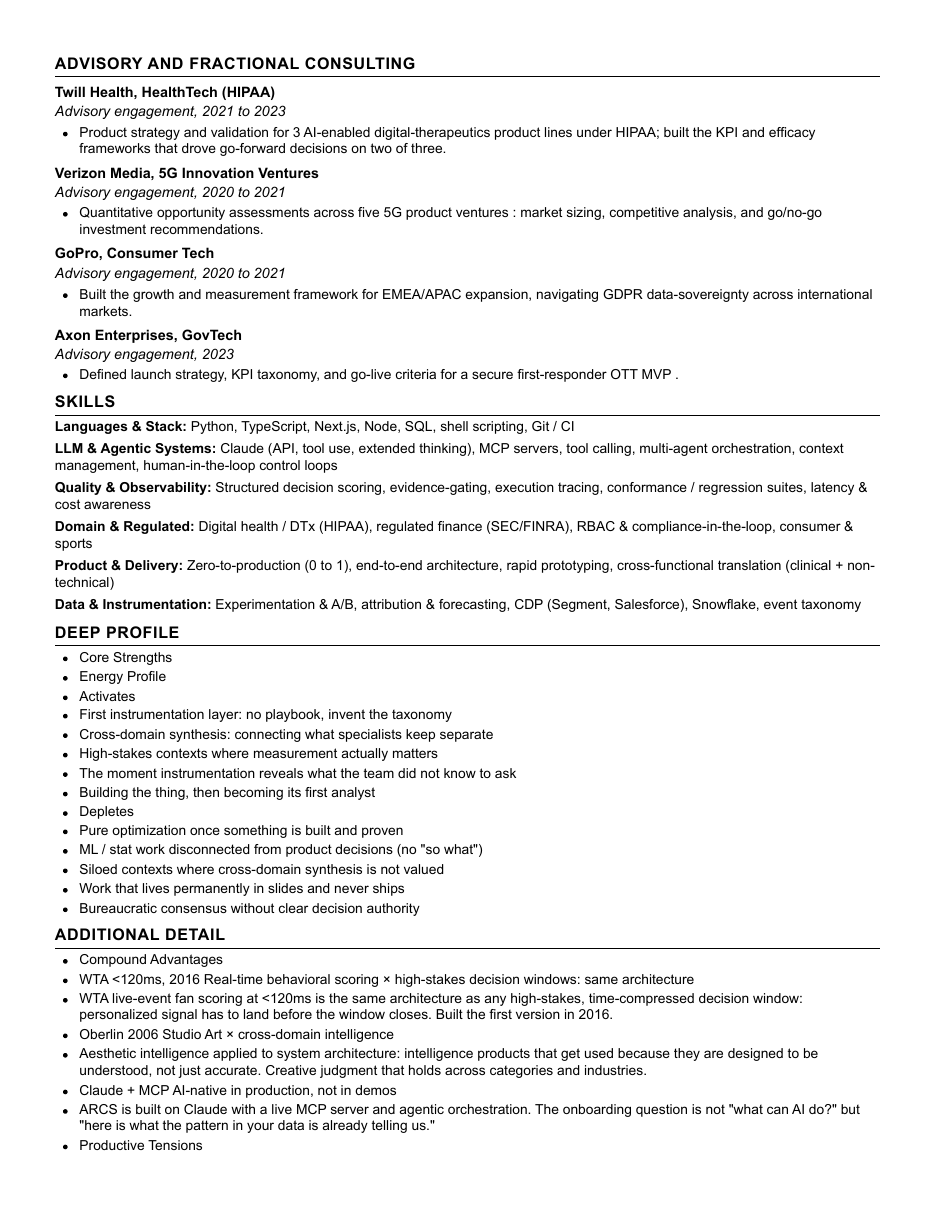 ADVISORY AND FRACTIONAL CONSULTING
Twill Health, HealthTech (HIPAA)
Advisory engagement, 2021 to 2023
• Product strategy and validation for 3 AI-enabled digital-therapeutics product lines under HIPAA; built the KPI and efficacy
frameworks that drove go-forward decisions on two of three.
Verizon Media, 5G Innovation Ventures
Advisory engagement, 2020 to 2021
• Quantitative opportunity assessments across five 5G product ventures : market sizing, competitive analysis, and go/no-go
investment recommendations.
GoPro, Consumer Tech
Advisory engagement, 2020 to 2021
• Built the growth and measurement framework for EMEA/APAC expansion, navigating GDPR data-sovereignty across international
markets.
Axon Enterprises, GovTech
Advisory engagement, 2023
• Defined launch strategy, KPI taxonomy, and go-live criteria for a secure first-responder OTT MVP .
SKILLS
Languages & Stack: Python, TypeScript, Next.js, Node, SQL, shell scripting, Git / CI
LLM & Agentic Systems: Claude (API, tool use, extended thinking), MCP servers, tool calling, multi-agent orchestration, context
management, human-in-the-loop control loops
Quality & Observability: Structured decision scoring, evidence-gating, execution tracing, conformance / regression suites, latency &
cost awareness
Domain & Regulated: Digital health / DTx (HIPAA), regulated finance (SEC/FINRA), RBAC & compliance-in-the-loop, consumer &
sports
Product & Delivery: Zero-to-production (0 to 1), end-to-end architecture, rapid prototyping, cross-functional translation (clinical + non-
technical)
Data & Instrumentation: Experimentation & A/B, attribution & forecasting, CDP (Segment, Salesforce), Snowflake, event taxonomy
DEEP PROFILE
• Core Strengths
• Energy Profile
• Activates
• First instrumentation layer: no playbook, invent the taxonomy
• Cross-domain synthesis: connecting what specialists keep separate
• High-stakes contexts where measurement actually matters
• The moment instrumentation reveals what the team did not know to ask
• Building the thing, then becoming its first analyst
• Depletes
• Pure optimization once something is built and proven
• ML / stat work disconnected from product decisions (no "so what")
• Siloed contexts where cross-domain synthesis is not valued
• Work that lives permanently in slides and never ships
• Bureaucratic consensus without clear decision authority
ADDITIONAL DETAIL
• Compound Advantages
• WTA <120ms, 2016 Real-time behavioral scoring × high-stakes decision windows: same architecture
• WTA live-event fan scoring at <120ms is the same architecture as any high-stakes, time-compressed decision window:
personalized signal has to land before the window closes. Built the first version in 2016.
• Oberlin 2006 Studio Art × cross-domain intelligence
• Aesthetic intelligence applied to system architecture: intelligence products that get used because they are designed to be
understood, not just accurate. Creative judgment that holds across categories and industries.
• Claude + MCP AI-native in production, not in demos
• ARCS is built on Claude with a live MCP server and agentic orchestration. The onboarding question is not "what can AI do?" but
"here is what the pattern in your data is already telling us."
• Productive Tensions